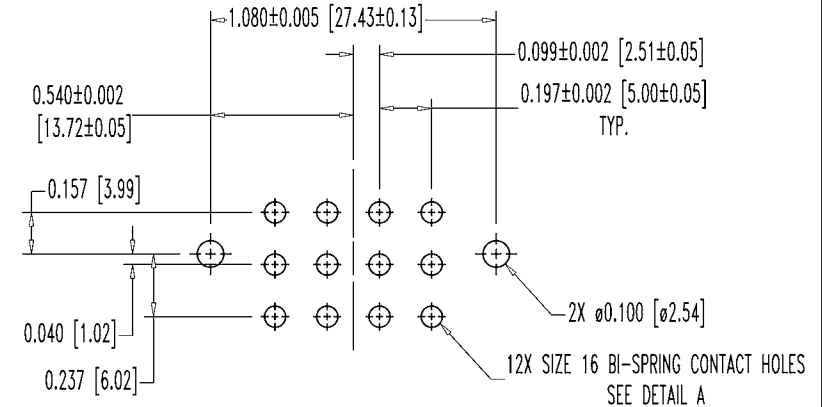 1.080±0.005 [27.43±0.13]
0.099±0.002 [2.51±0.05]
0.540±0.002
[13.72±0.05]
0.197±0.002 [5.00±0.05]
TYP.
0.157 [3.99]
2X ø0.100 [ø2.54]
0.040 [1.02]
0.237 [6.02]
12X SIZE 16 BI-SPRING CONTACT HOLES
SEE DETAIL A